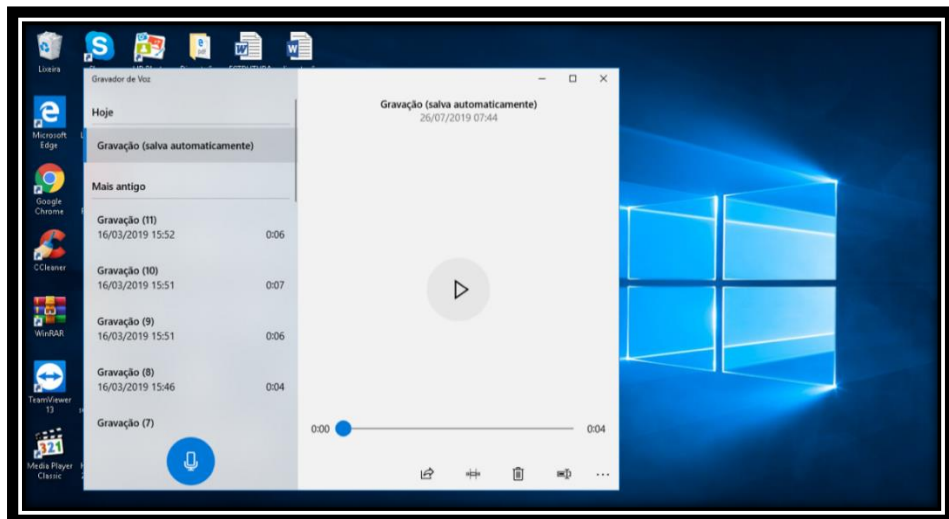 Lixeira
Gravador de Voz
Microsoft
Edge
Google
Chrome
CCleaner
WinRAR
TeamViewer
13
Media Player
Classic
Hoje
Gravação (salva automaticamente)
Mais antigo
Gravação (11)
16/03/2019 15:52 0:06
Gravação (10)
16/03/2019 15:51 0:07
Gravação (9)
16/03/2019 15:51 0:06
Gravação (8)
16/03/2019 15:46 0:04
Gravação (7)
Gravação (salva automaticamente)
26/07/2019 07:44
0:00 0:04